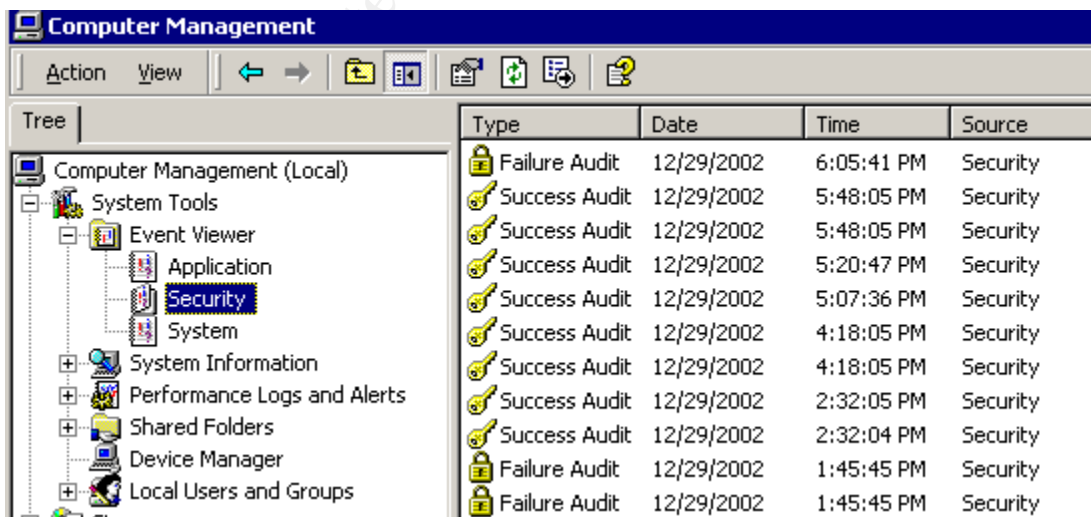 Computer Management
Action View
Tree
Type Date Time Source
Computer Management (Local)
System Tools
Event Viewer
Application
Security
System
System Information
Performance Logs and Alerts
Shared Folders
Device Manager
Local Users and Groups
Failure Audit 12/29/2002 6:05:41 PM Security
Success Audit 12/29/2002 5:48:05 PM Security
Success Audit 12/29/2002 5:48:05 PM Security
Success Audit 12/29/2002 5:20:47 PM Security
Success Audit 12/29/2002 5:07:36 PM Security
Success Audit 12/29/2002 4:18:05 PM Security
Success Audit 12/29/2002 4:18:05 PM Security
Success Audit 12/29/2002 2:32:05 PM Security
Success Audit 12/29/2002 2:32:04 PM Security
Failure Audit 12/29/2002 1:45:45 PM Security
Failure Audit 12/29/2002 1:45:45 PM Security